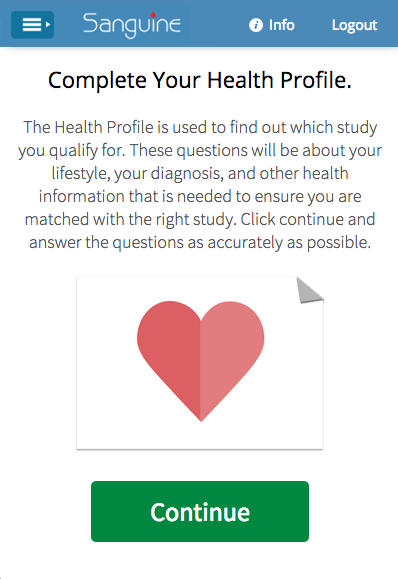 Sanguine
Info
Logout
Complete Your Health Profile.
The Health Profile is used to find out which study
you qualify for. These questions will be about your
lifestyle, your diagnosis, and other health
information that is needed to ensure you are
matched with the right study. Click continue and
answer the questions as accurately as possible.
Continue